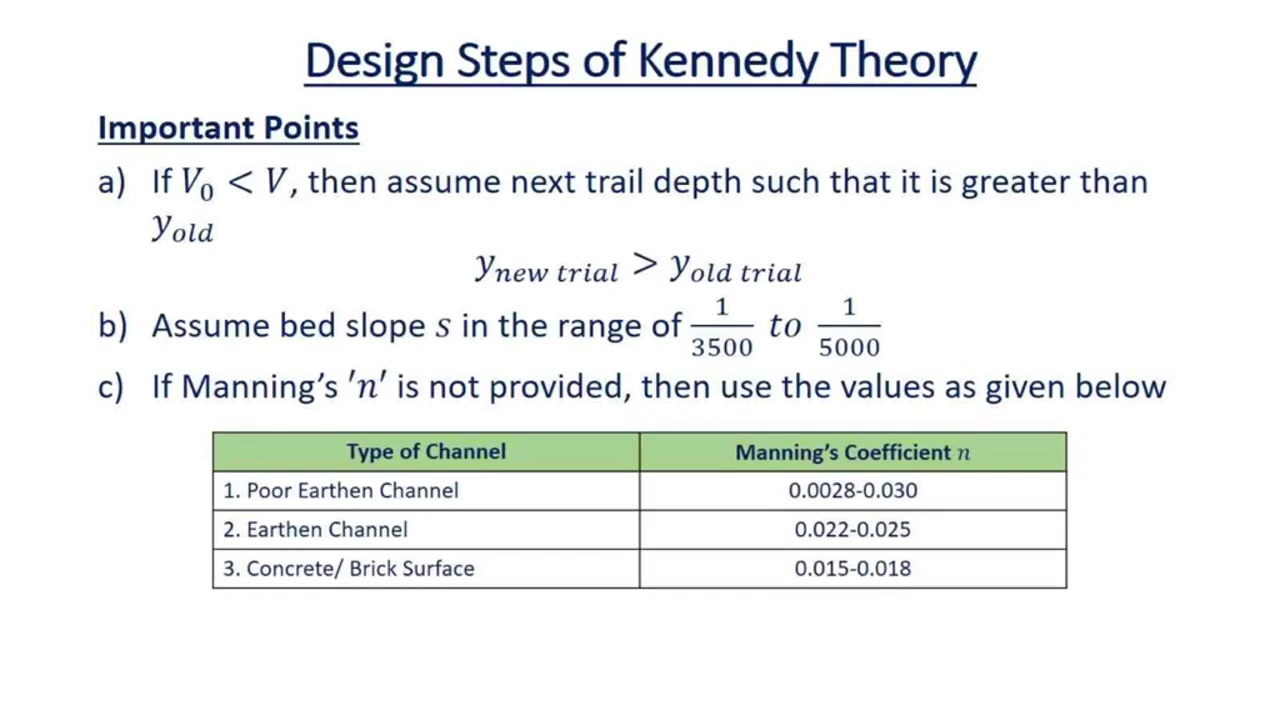 Design Steps of Kennedy Theory
Important Points
a) If V₀ < V, then assume next trail depth such that it is greater than
y_old
y_new trial > y_old trial
b) Assume bed slope s in the range of 1/3500 to 1/5000
c) If Manning's 'n' is not provided, then use the values as given below
Type of Channel Manning's Coefficient n
1. Poor Earthen Channel 0.0028-0.030
2. Earthen Channel 0.022-0.025
3. Concrete/ Brick Surface 0.015-0.018